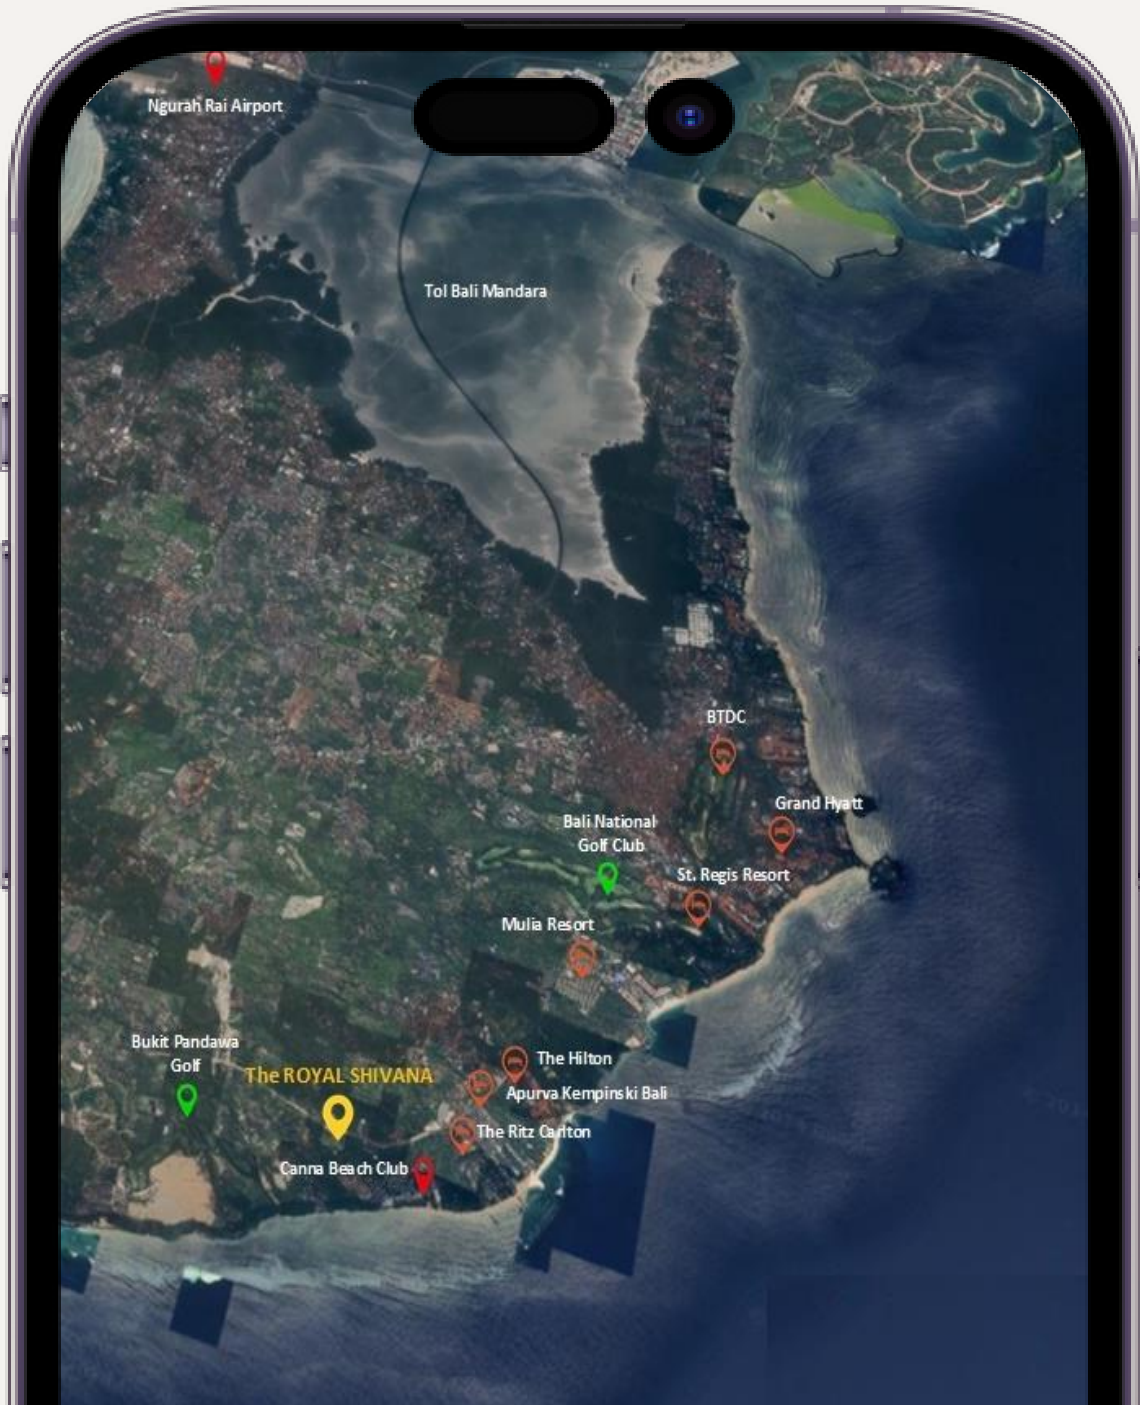 Ngurah Rai Airport
Tol Bali Mandara
BTDC
Grand Hyatt
Bali National
Golf Club
St. Regis Resort
Mulia Resort
Bukit Pandawa
Golf
The Hilton
The ROYAL SHIVANA
Apurva Kempinski Bali
The Ritz Carlton
Canna Beach Club